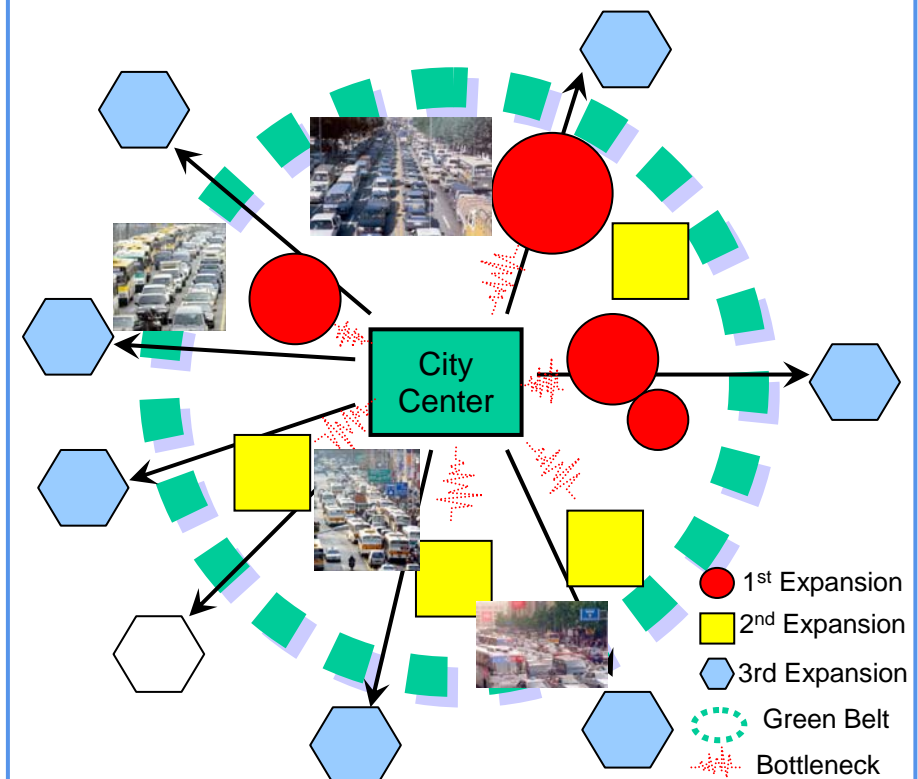 City
Center
1st Expansion
2nd Expansion
3rd Expansion
Green Belt
Bottleneck